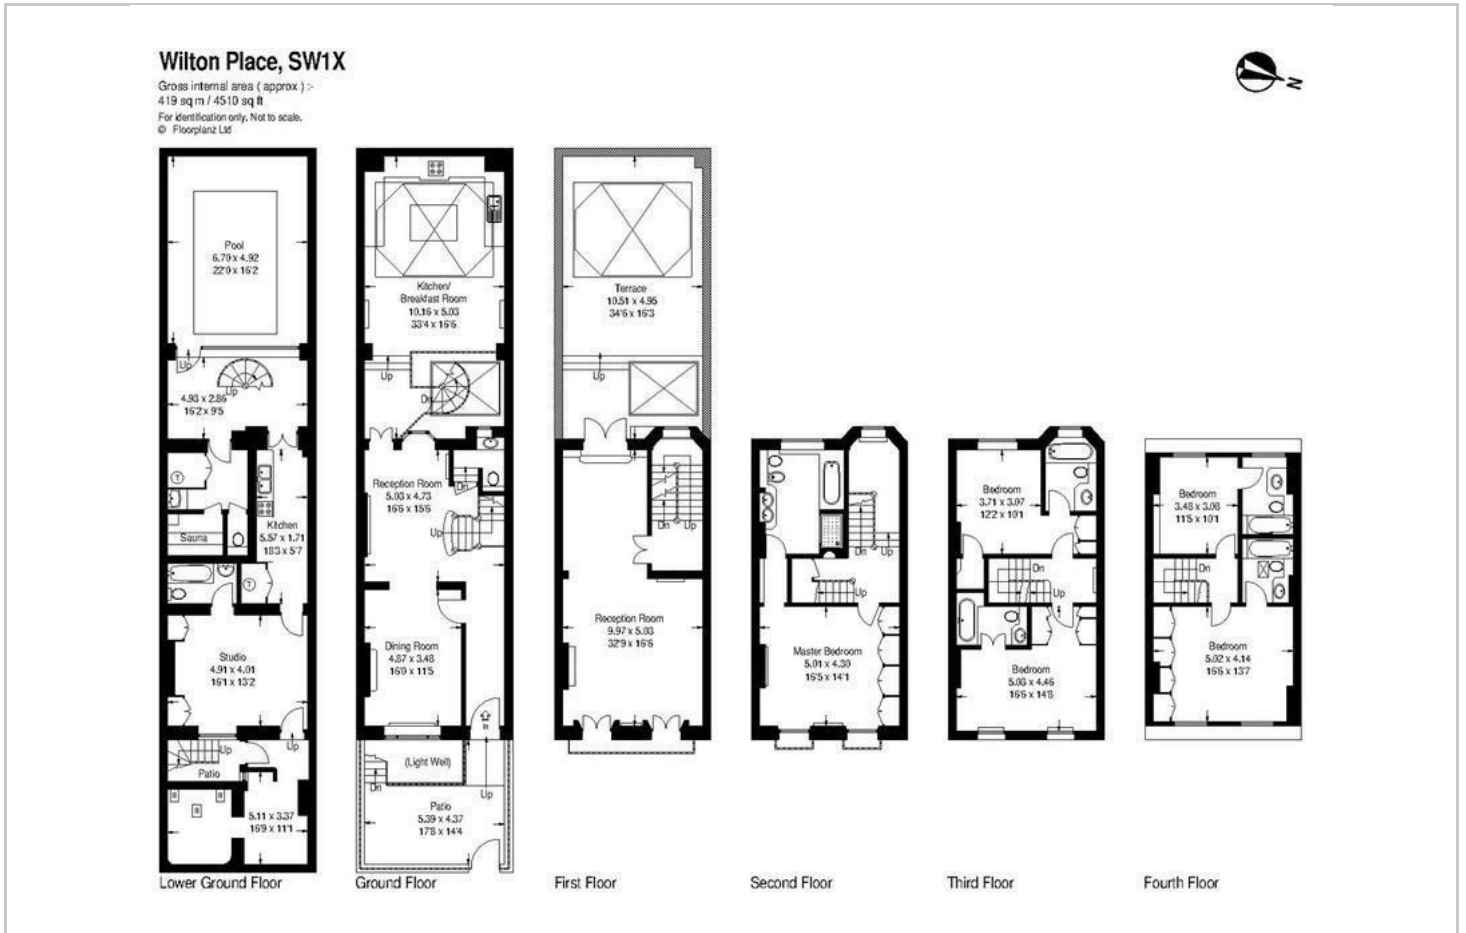 Wilton Place, SW1X
Gross internal area ( approx ) :-
419 sq m / 4510 sq ft
For identification only. Not to scale.
© Floorplanz Ltd
N
Pool
6.70 x 4.92
22'0 x 16'2
Up
Up
4.93 x 2.86
16'2 x 9'5
T
Sauna
Kitchen
5.57 x 1.71
18'3 x 5'7
T
Studio
4.91 x 4.01
16'1 x 13'2
Up
Up
Patio
5.11 x 3.37
16'9 x 11'1
Lower Ground Floor
Kitchen/
Breakfast Room
10.16 x 5.03
33'4 x 16'6
Up
Dn
Reception Room
5.03 x 4.73
16'6 x 15'6
Dn
Up
Dining Room
4.87 x 3.48
16'0 x 11'5
IN
(Light Well)
Dn
Up
Patio
5.39 x 4.37
17'8 x 14'4
Ground Floor
Terrace
10.51 x 4.95
34'6 x 16'3
Up
Dn
Up
Reception Room
9.97 x 5.03
32'9 x 16'6
First Floor
Dn
Up
Up
Master Bedroom
5.01 x 4.30
16'5 x 14'1
Second Floor
Bedroom
3.71 x 3.07
12'2 x 10'1
Dn
Up
Bedroom
5.03 x 4.46
16'6 x 14'8
Third Floor
Bedroom
3.48 x 3.08
11'5 x 10'1
Dn
Bedroom
5.02 x 4.14
16'6 x 13'7
Fourth Floor